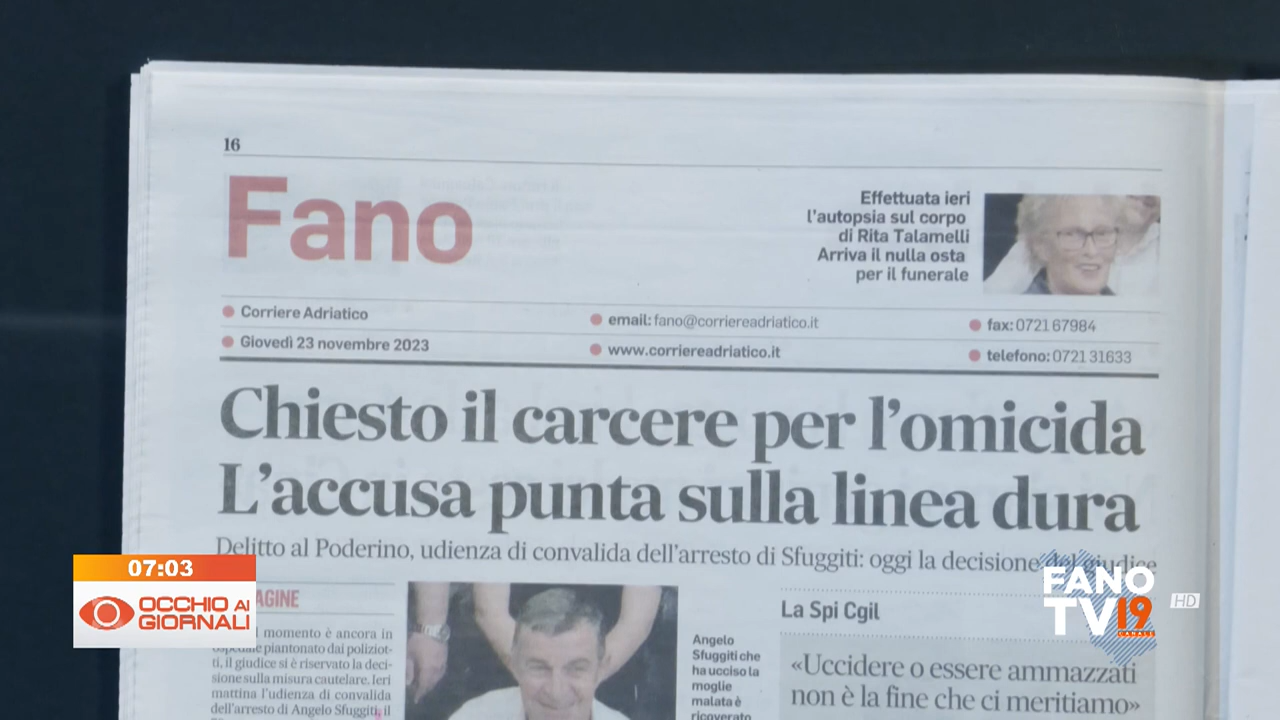 16
Fano
Effettuata ieri
l'autopsia sul corpo
di Rita Talamelli
Arriva il nulla osta
per il funerale
Corriere Adriatico
Giovedì 23 novembre 2023
email: fano@corriereadriatico.it
www.corriereadriatico.it
fax: 0721 67984
telefono: 0721 31633
Chiesto il carcere per l'omicida
L'accusa punta sulla linea dura
Delitto al Poderino, udienza di convalida dell'arresto di Sfuggiti: oggi la decisione del giudice
momento è ancora in
piantonato dai poliziot-
ti, il giudice si è riservato la deci-
sione sulla misura cautelare. Ieri
mattina l'udienza di convalida
dell'arresto di Angelo Sfuggiti, il
Angelo
Sfuggiti che
ha ucciso la
moglie
malata è
ricoverato
La Spi Cgil
«Uccidere o essere ammazzati
non è la fine che ci meritiamo»
07:03
OCCHIO AI
GIORNALI
FANO
TV19
CANALE
HD